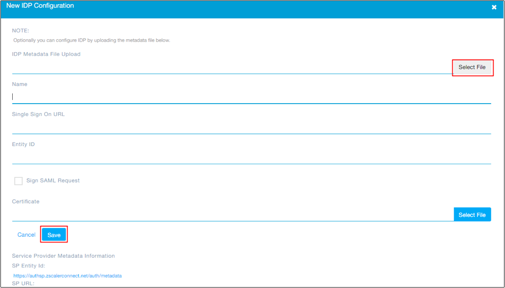 New IDP Configuration
NOTE:
Optionally you can configure IDP by uploading the metadata file below
IDP Metadata File Upload
Select File
Name
Single Sign On URL
Entity ID
Sign SAML Request
Certificate
Select File
Cancel Save
Service Provider Metadata Information
SP Entity Id:
https://authsp.zscalerconnect.net/auth/metadata
SP URL: